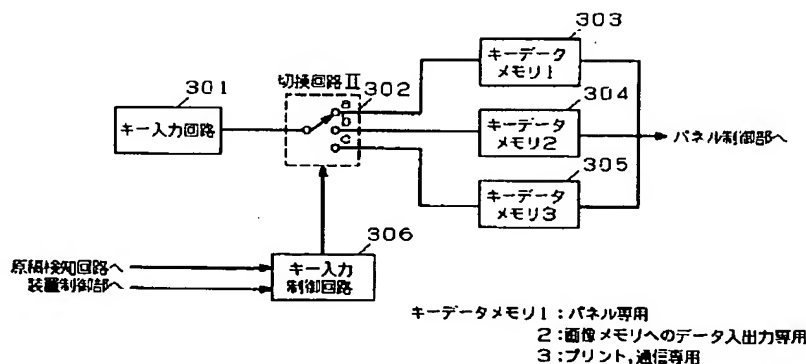 303
キーデータ
メモリ1
301
切換回路Ⅱ
302
a
b
c
304
キー入力回路
キーデータ
メモリ2
パネル制御部へ
305
キーデータ
メモリ3
306
原稿検知回路へ
装置制御部へ
キー入力
制御回路
キーデータメモリ1:パネル専用
2:画像メモリへのデータ入出力専用
3:プリント,通信専用